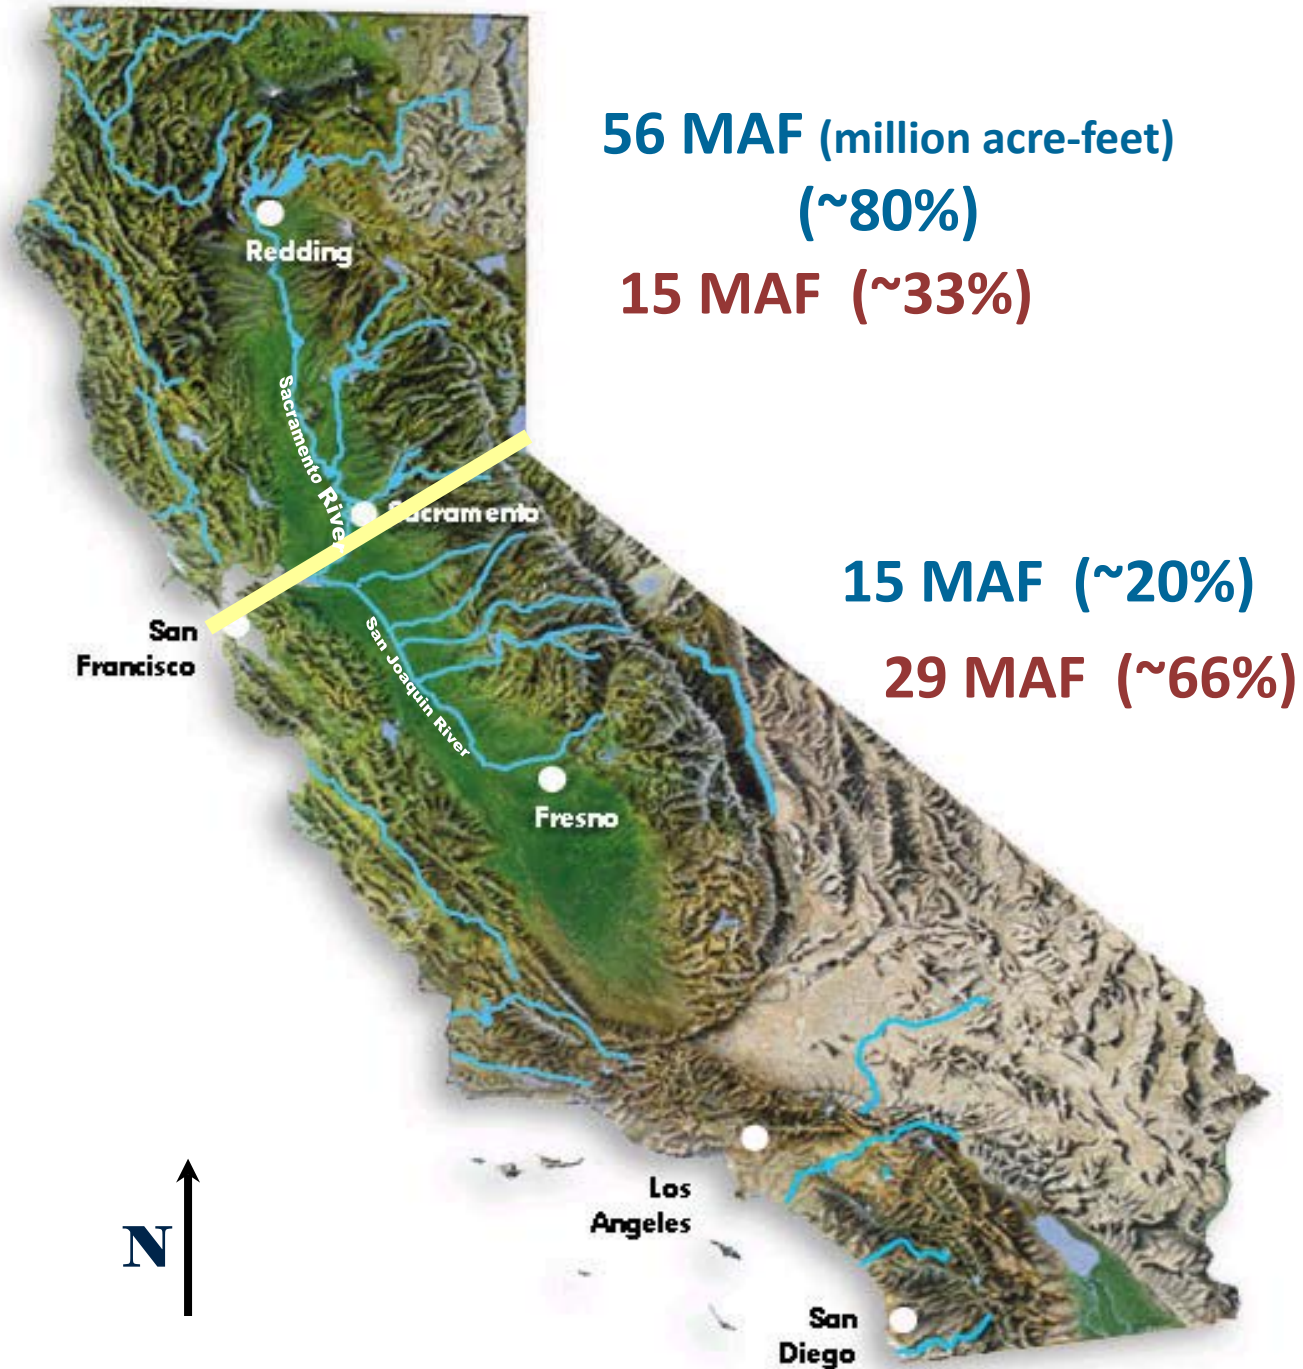 56 MAF (million acre-feet)
(~80%)
15 MAF (~33%)
Redding
Sacramento River
Sacramento
15 MAF (~20%)
29 MAF (~66%)
San
Francisco
San Joaquin River
Fresno
Los
Angeles
N
San
Diego